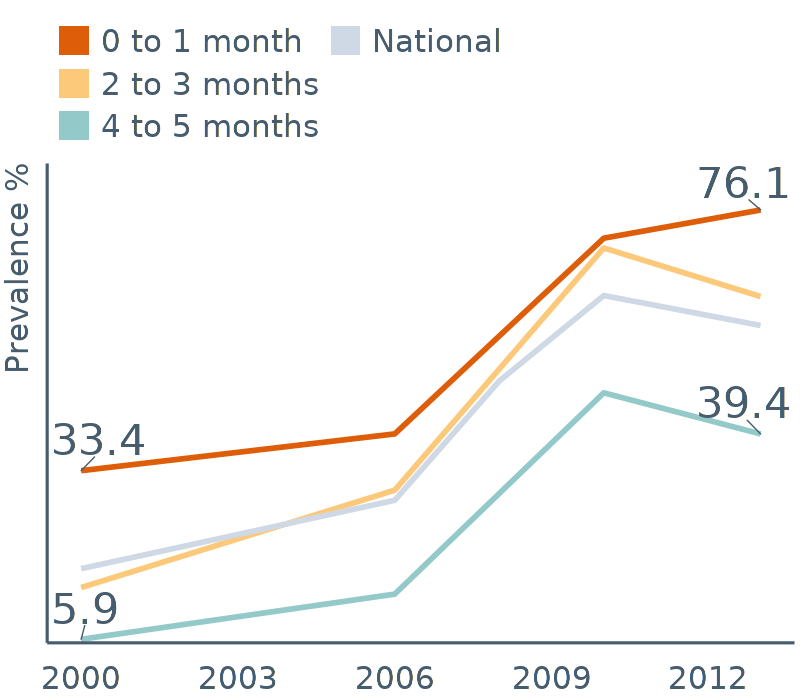 0 to 1 month National
2 to 3 months
4 to 5 months
Prevalence %
76.1
39.4
33.4
5.9
2000 2003 2006 2009 2012